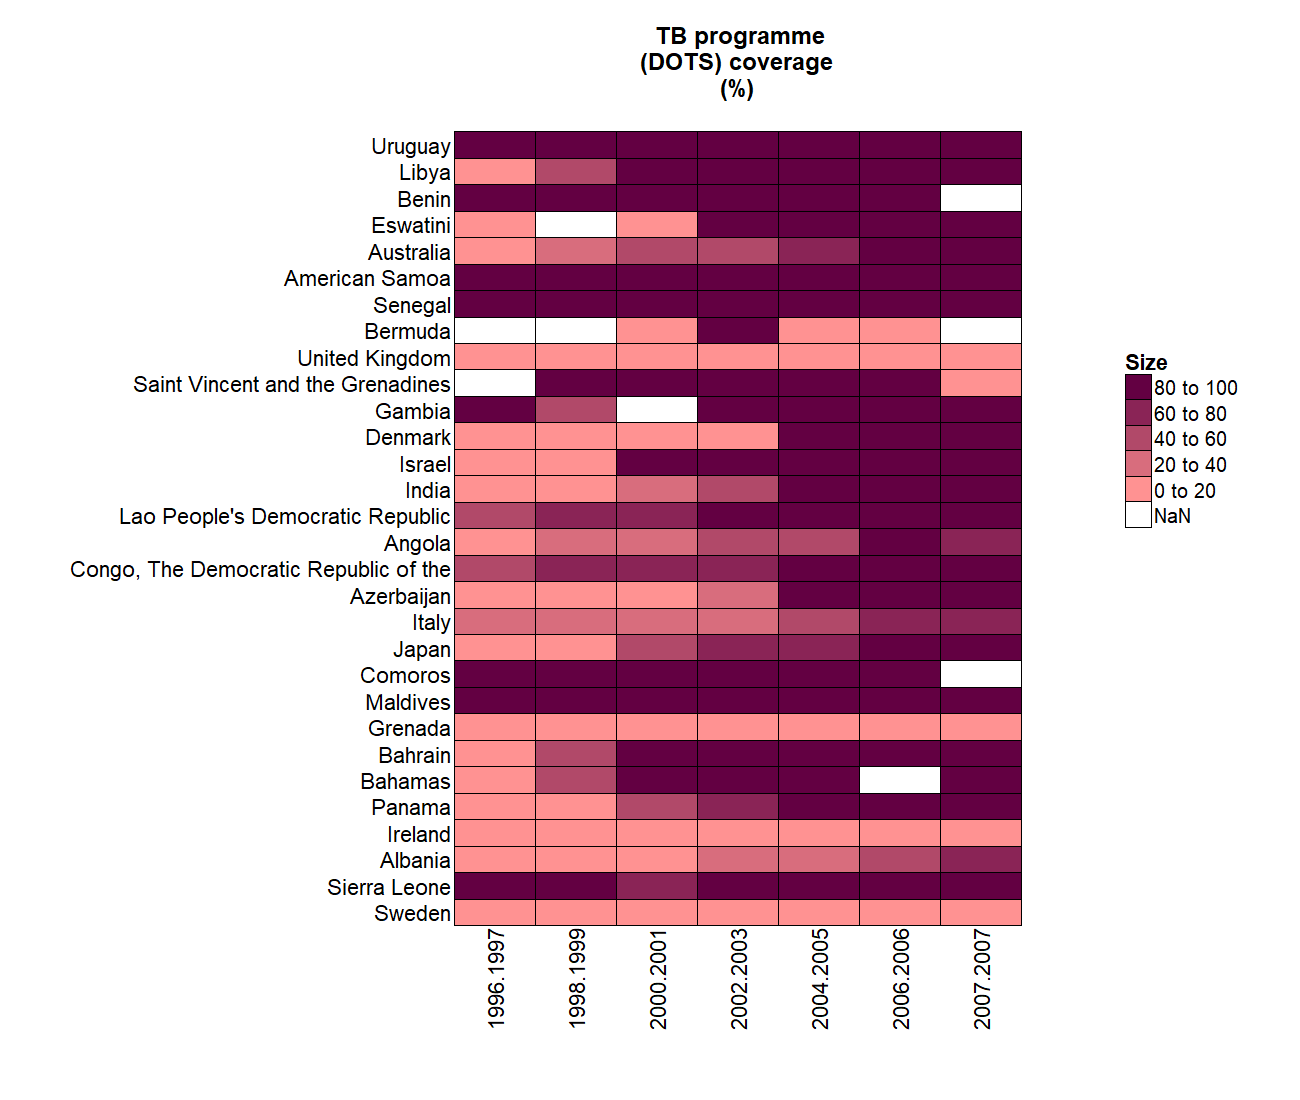 TB programme
(DOTS) coverage
(%)
Uruguay
Libya
Benin
Eswatini
Australia
American Samoa
Senegal
Bermuda
United Kingdom
Saint Vincent and the Grenadines
Gambia
Denmark
Israel
India
Lao People's Democratic Republic
Angola
Congo, The Democratic Republic of the
Azerbaijan
Italy
Japan
Comoros
Maldives
Grenada
Bahrain
Bahamas
Panama
Ireland
Albania
Sierra Leone
Sweden
1996.1997
1998.1999
2000.2001
2002.2003
2004.2005
2006.2006
2007.2007
Size
80 to 100
60 to 80
40 to 60
20 to 40
0 to 20
NaN